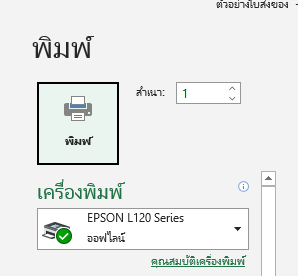 ตัวอย่างใบส่งของ -
พิมพ์
สำเนา: 1
พิมพ์
เครื่องพิมพ์
EPSON L120 Series
ออฟไลน์
คุณสมบัติเครื่องพิมพ์